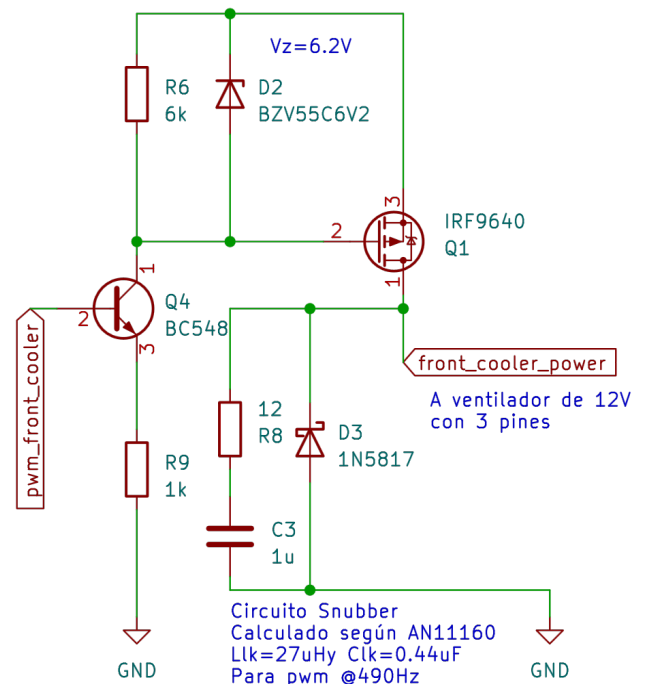 Vz=6.2V
R6
6k
D2
BZV55C6V2
3
2
1
IRF9640
Q1
1
2
3
Q4
BC548
pwm_front_cooler
front_cooler_power
A ventilador de 12V
con 3 pines
12
R8
D3
1N5817
R9
1k
C3
1u
Circuito Snubber
Calculado según AN11160
Llk=27uHy Clk=0.44uF
Para pwm @490Hz
GND
GND